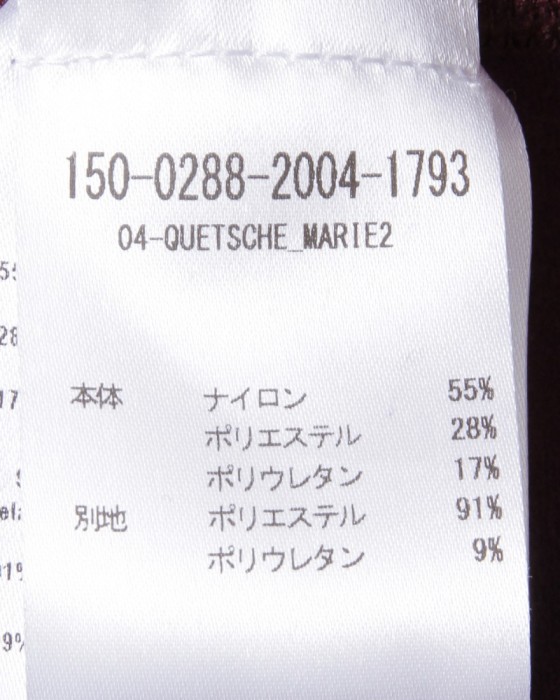 150-0288-2004-1793
04-QUETSCHE_MARIE2
本体 ナイロン 55%
ポリエステル 28%
ポリウレタン 17%
別地 ポリエステル 91%
ポリウレタン 9%
9%